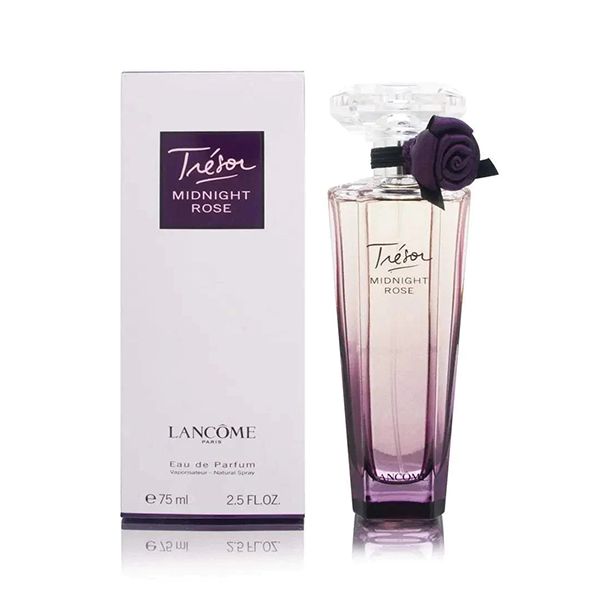 Trésor
MIDNIGHT
ROSE
LANCÔME
PARIS
Eau de Parfum
Vaporisateur - Natural Spray
℮ 75 ml 2.5 FL.OZ.
Trésor
MIDNIGHT
ROSE
LANCÔME